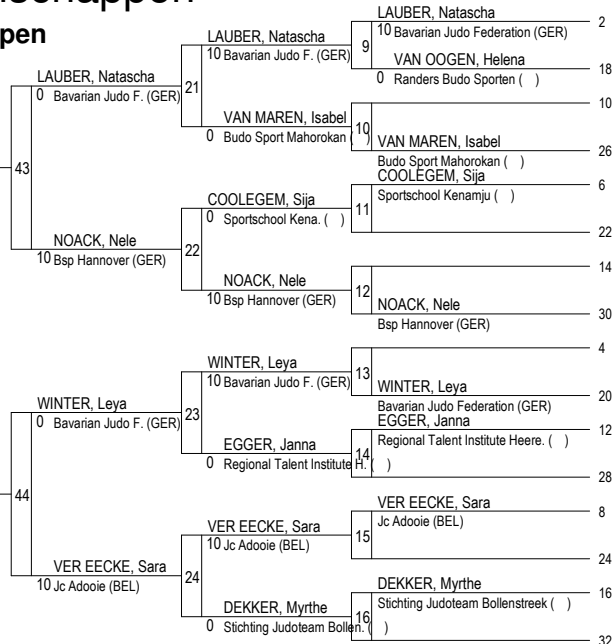 schappen
pen
LAUBER, Natascha
2
10 Bavarian Judo Federation (GER)
LAUBER, Natascha
9
10 Bavarian Judo F. (GER)
VAN OOGEN, Helena
18
0 Randers Budo Sporten ( )
LAUBER, Natascha
21
0 Bavarian Judo F. (GER)
10
VAN MAREN, Isabel
10
0 Budo Sport Mahorokan ( )
VAN MAREN, Isabel
26
Budo Sport Mahorokan ( )
43
COOLEGEM, Sija
6
Sportschool Kenamju ( )
COOLEGEM, Sija
11
0 Sportschool Kena. ( )
22
NOACK, Nele
22
10 Bsp Hannover (GER)
14
NOACK, Nele
12
10 Bsp Hannover (GER)
NOACK, Nele
30
Bsp Hannover (GER)
4
WINTER, Leya
13
10 Bavarian Judo F. (GER)
WINTER, Leya
20
Bavarian Judo Federation (GER)
WINTER, Leya
23
0 Bavarian Judo F. (GER)
EGGER, Janna
12
Regional Talent Institute Heere. ( )
EGGER, Janna
14
0 Regional Talent Institute H. ( )
28
44
VER EECKE, Sara
8
Jc Adooie (BEL)
VER EECKE, Sara
15
10 Jc Adooie (BEL)
24
VER EECKE, Sara
24
10 Jc Adooie (BEL)
DEKKER, Myrthe
16
Stichting Judoteam Bollenstreek ( )
DEKKER, Myrthe
16
0 Stichting Judoteam Bollen. ( )
32